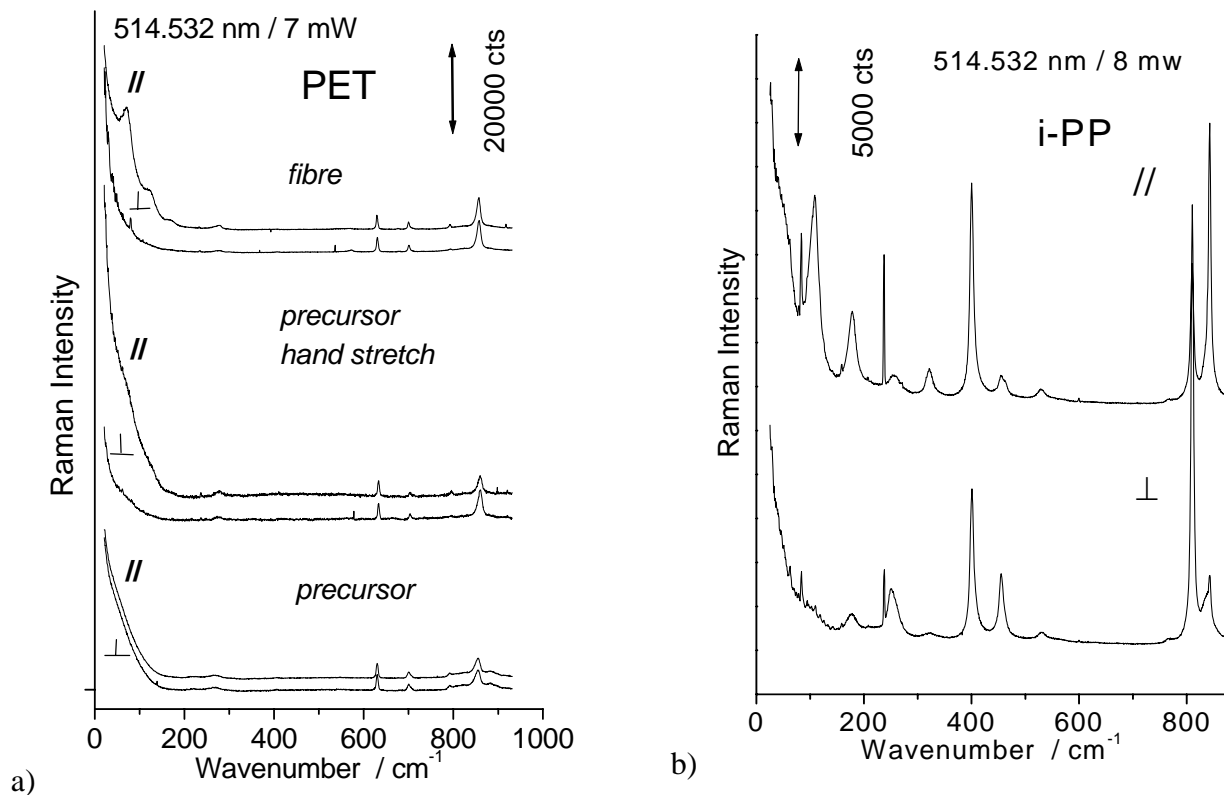 514.532 nm / 7 mW
//
PET
20000 cts
fibre
⊥
precursor
hand stretch
//
⊥
//
precursor
⊥
Raman Intensity
0 200 400 600 800 1000
Wavenumber / cm-1
a)
514.532 nm / 8 mw
5000 cts
i-PP
//
⊥
Raman Intensity
0 200 400 600 800
Wavenumber / cm-1
b)